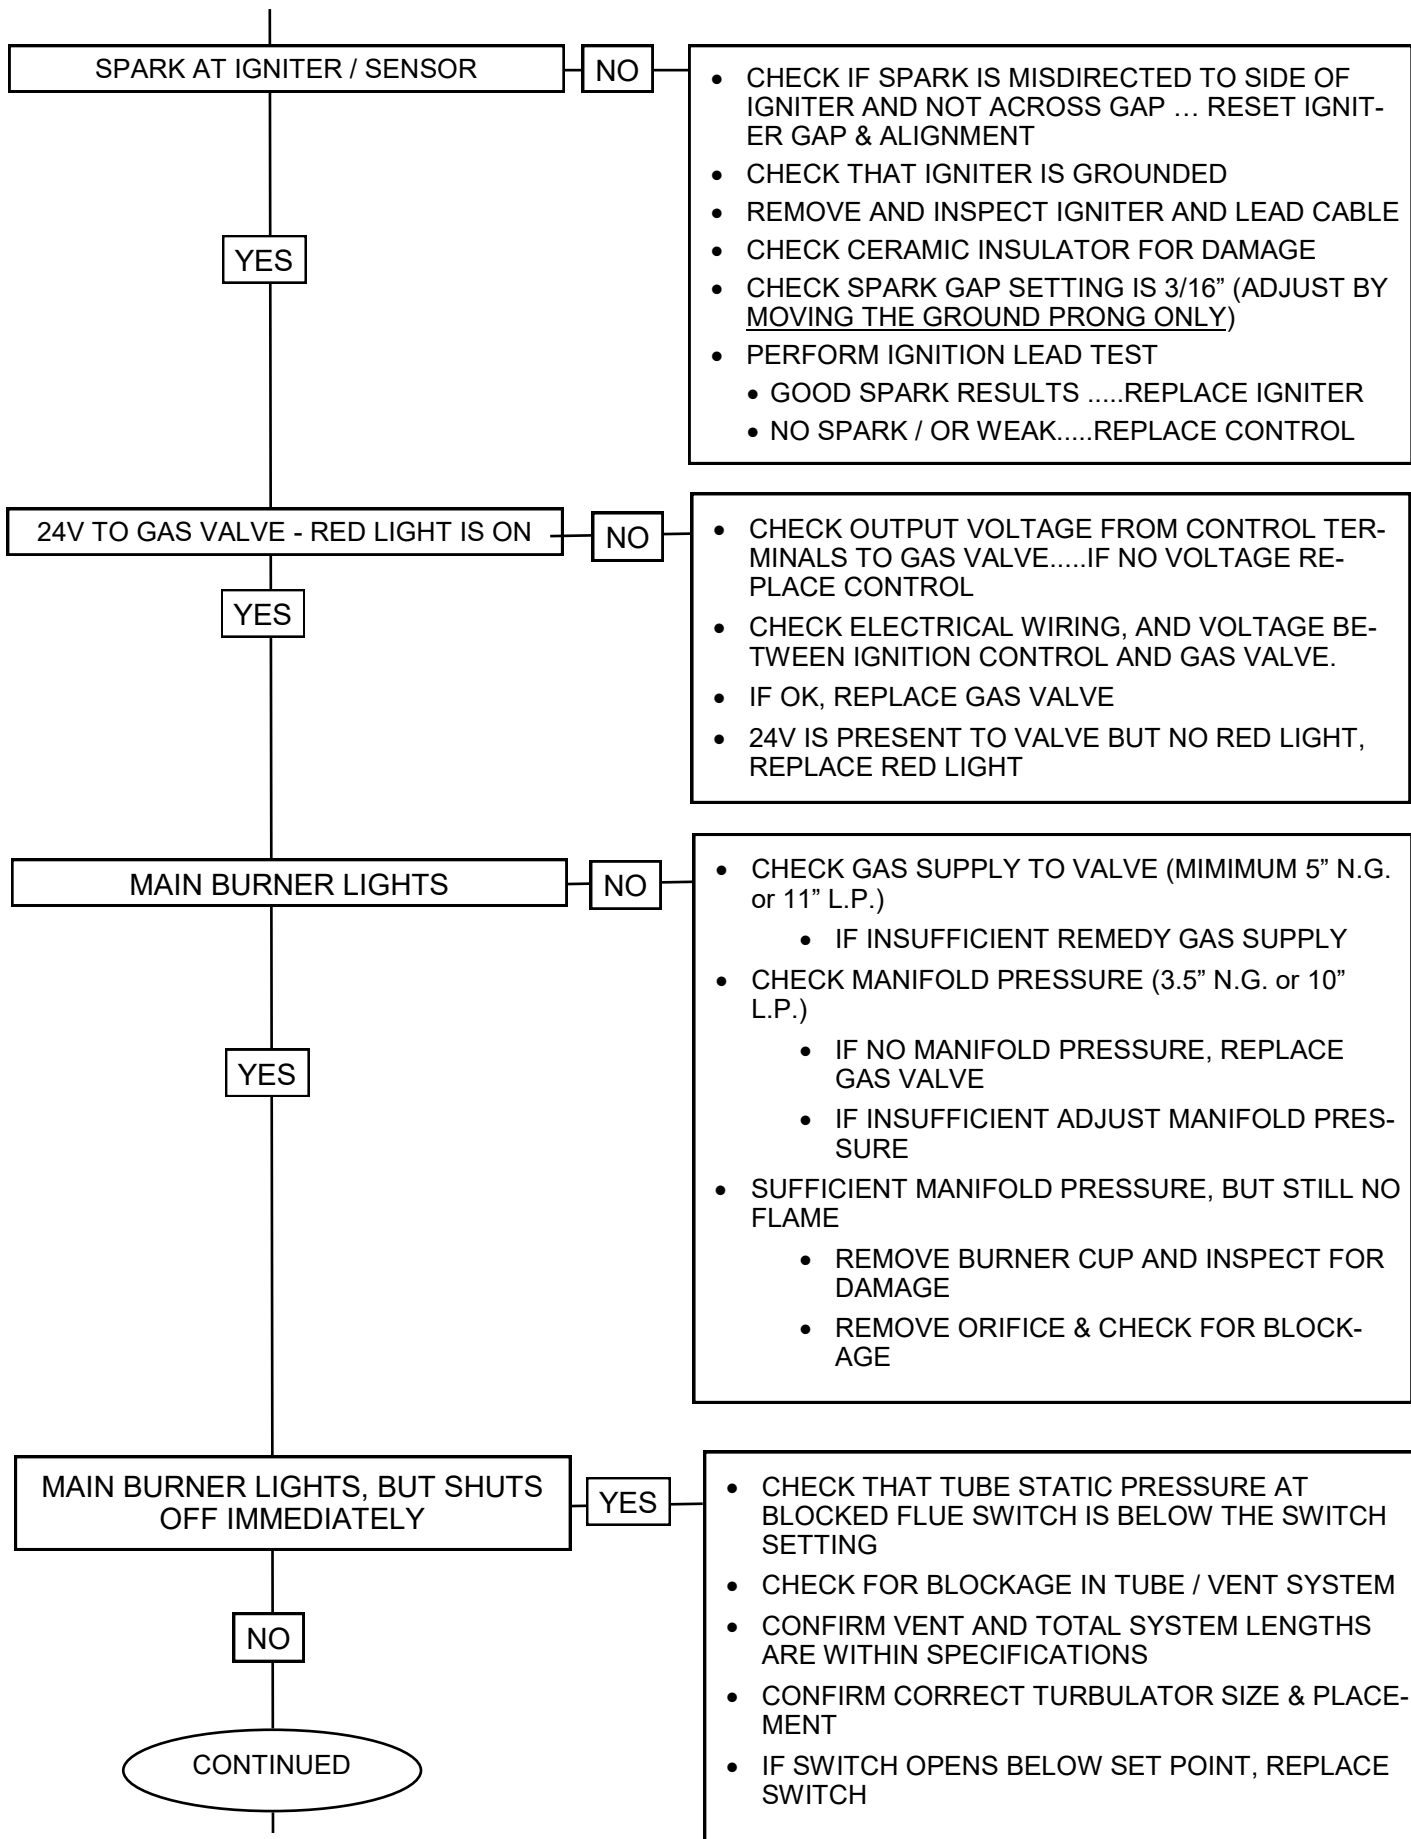 SPARK AT IGNITER / SENSOR
NO
• CHECK IF SPARK IS MISDIRECTED TO SIDE OF
IGNITER AND NOT ACROSS GAP … RESET IGNIT-
ER GAP & ALIGNMENT
• CHECK THAT IGNITER IS GROUNDED
• REMOVE AND INSPECT IGNITER AND LEAD CABLE
• CHECK CERAMIC INSULATOR FOR DAMAGE
• CHECK SPARK GAP SETTING IS 3/16” (ADJUST BY
MOVING THE GROUND PRONG ONLY)
• PERFORM IGNITION LEAD TEST
• GOOD SPARK RESULTS .....REPLACE IGNITER
• NO SPARK / OR WEAK.....REPLACE CONTROL
YES
24V TO GAS VALVE - RED LIGHT IS ON
NO
• CHECK OUTPUT VOLTAGE FROM CONTROL TER-
MINALS TO GAS VALVE.....IF NO VOLTAGE RE-
PLACE CONTROL
• CHECK ELECTRICAL WIRING, AND VOLTAGE BE-
TWEEN IGNITION CONTROL AND GAS VALVE.
• IF OK, REPLACE GAS VALVE
• 24V IS PRESENT TO VALVE BUT NO RED LIGHT,
REPLACE RED LIGHT
YES
MAIN BURNER LIGHTS
NO
• CHECK GAS SUPPLY TO VALVE (MIMIMUM 5” N.G.
or 11” L.P.)
• IF INSUFFICIENT REMEDY GAS SUPPLY
• CHECK MANIFOLD PRESSURE (3.5” N.G. or 10”
L.P.)
• IF NO MANIFOLD PRESSURE, REPLACE
GAS VALVE
• IF INSUFFICIENT ADJUST MANIFOLD PRES-
SURE
• SUFFICIENT MANIFOLD PRESSURE, BUT STILL NO
FLAME
• REMOVE BURNER CUP AND INSPECT FOR
DAMAGE
• REMOVE ORIFICE & CHECK FOR BLOCK-
AGE
YES
MAIN BURNER LIGHTS, BUT SHUTS
OFF IMMEDIATELY
YES
• CHECK THAT TUBE STATIC PRESSURE AT
BLOCKED FLUE SWITCH IS BELOW THE SWITCH
SETTING
• CHECK FOR BLOCKAGE IN TUBE / VENT SYSTEM
• CONFIRM VENT AND TOTAL SYSTEM LENGTHS
ARE WITHIN SPECIFICATIONS
• CONFIRM CORRECT TURBULATOR SIZE & PLACE-
MENT
• IF SWITCH OPENS BELOW SET POINT, REPLACE
SWITCH
NO
CONTINUED